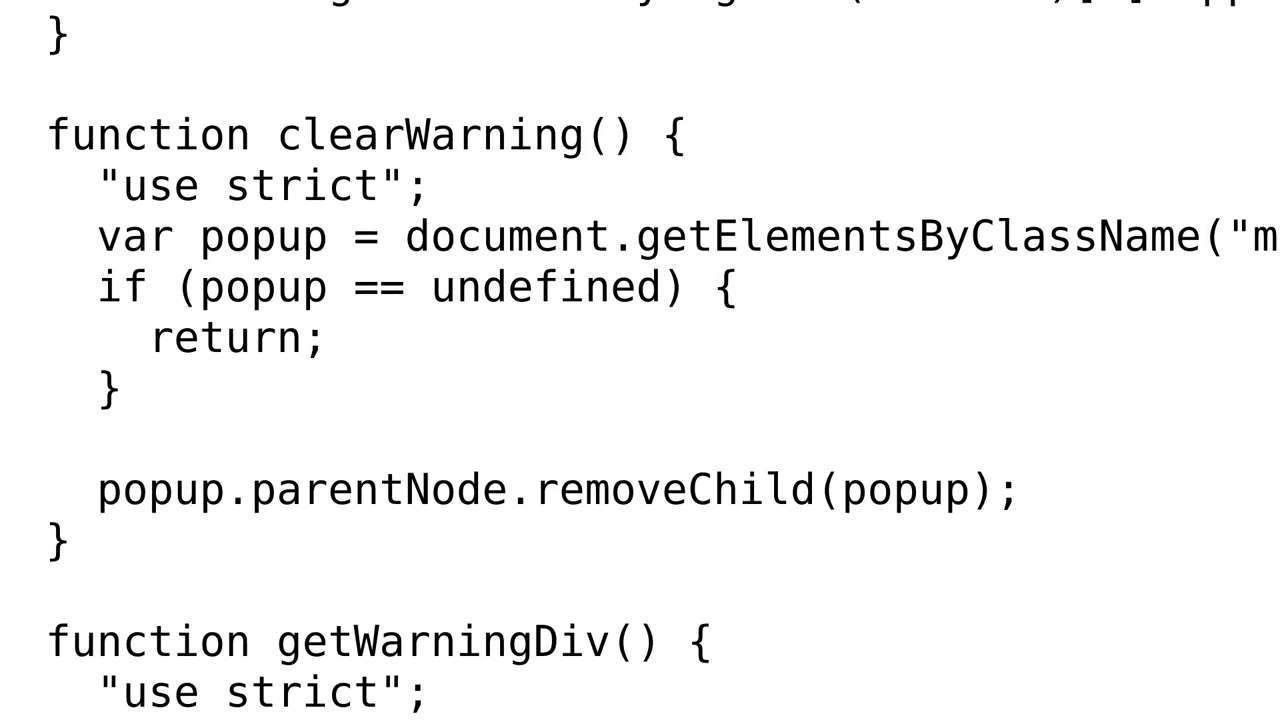 }
function clearWarning() {
"use strict";
var popup = document.getElementsByClassName("m
if (popup == undefined) {
return;
}
popup.parentNode.removeChild(popup);
}
function getWarningDiv() {
"use strict";